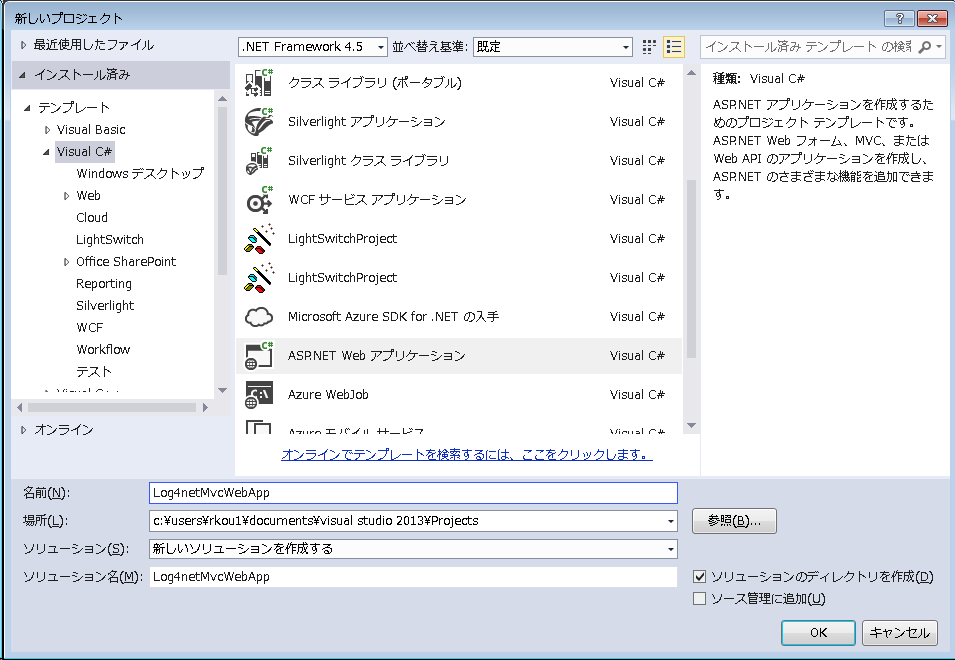 新しいプロジェクト
最近使用したファイル
.NET Framework 4.5
並べ替え基準:
既定
インストール済み テンプレート の検索
インストール済み
テンプレート
Visual Basic
Visual C#
Windows デスクトップ
Web
Cloud
LightSwitch
Office SharePoint
Reporting
Silverlight
WCF
Workflow
テスト
オンライン
クラス ライブラリ (ポータブル) Visual C#
Silverlight アプリケーション Visual C#
Silverlight クラス ライブラリ Visual C#
WCF サービス アプリケーション Visual C#
LightSwitchProject Visual C#
LightSwitchProject Visual C#
Microsoft Azure SDK for .NET の入手 Visual C#
ASP.NET Web アプリケーション Visual C#
Azure WebJob Visual C#
Azure モバイル サービス Visual C#
オンラインでテンプレートを検索するには、ここをクリックします。
種類: Visual C#
ASP.NET アプリケーションを作成するた
めのプロジェクト テンプレートです。
ASP.NET Web フォーム、MVC、または
Web API のアプリケーションを作成し、
ASP.NET のさまざまな機能を追加できま
す。
名前(N):
Log4netMvcWebApp
場所(L):
c:¥users¥rkou1¥documents¥visual studio 2013¥Projects
参照(B)...
ソリューション(S):
新しいソリューションを作成する
ソリューション名(M):
Log4netMvcWebApp
ソリューションのディレクトリを作成(D)
ソース管理に追加(U)
OK
キャンセル